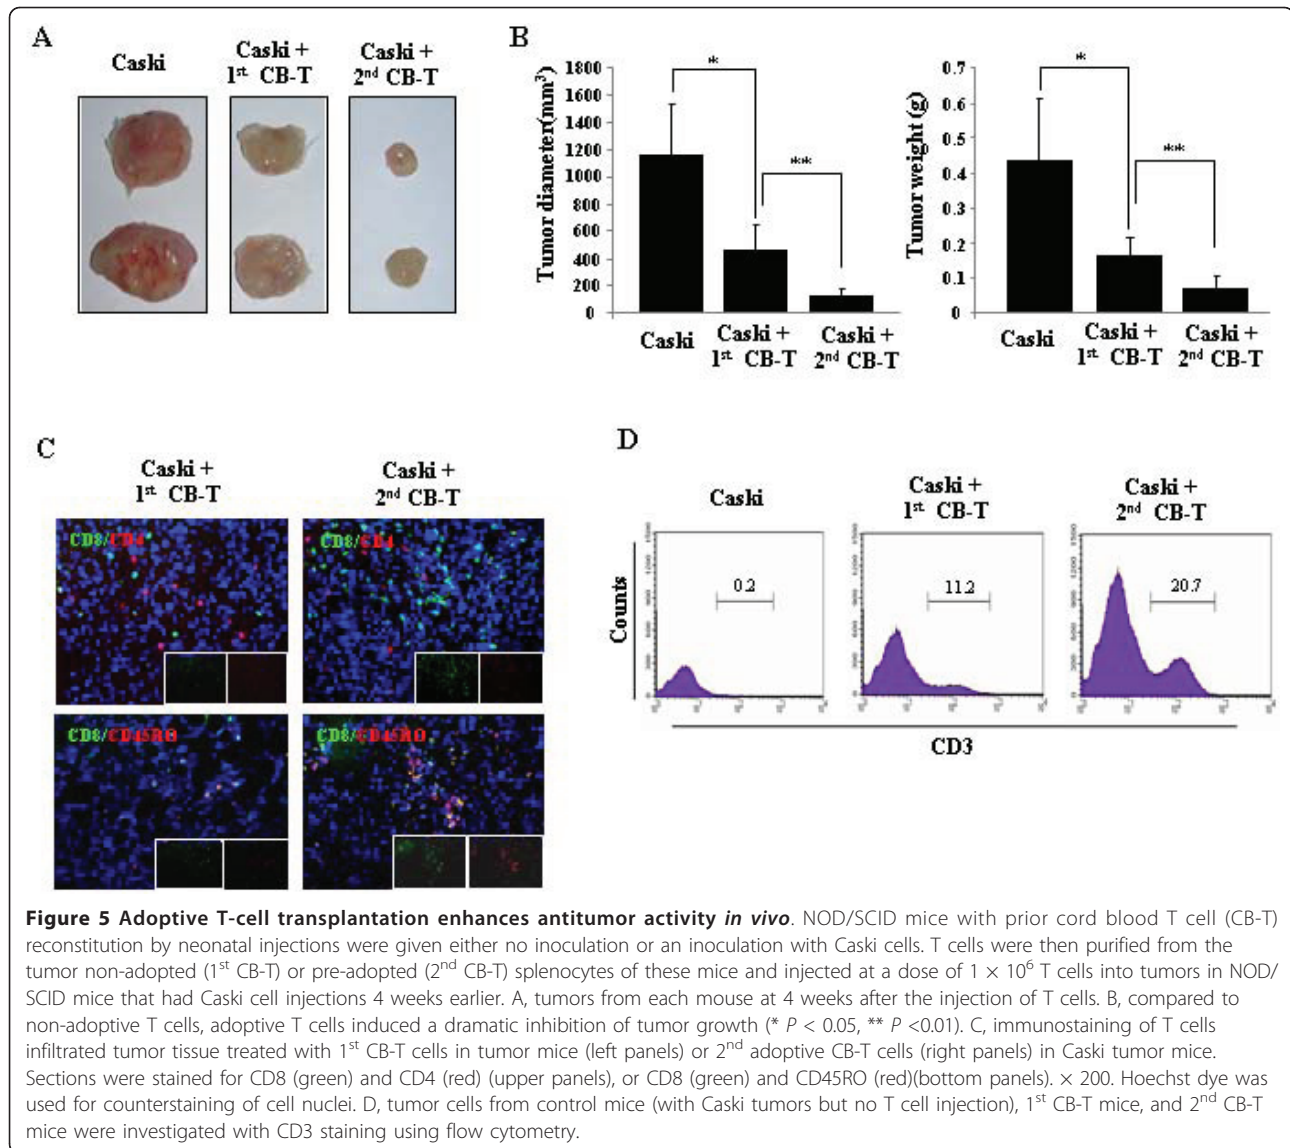 A
Caski
Caski +
1st CB-T
Caski +
2nd CB-T
B
Tumor diameter(mm3)
1800
1600
1400
1200
1000
800
600
400
200
0
*
**
Caski
Caski +
1st CB-T
Caski +
2nd CB-T
Tumor weight (g)
0.7
0.6
0.5
0.4
0.3
0.2
0.1
0
*
**
Caski
Caski +
1st CB-T
Caski +
2nd CB-T
C
Caski +
1st CB-T
Caski +
2nd CB-T
CD8/CD4
CD8/CD4
CD8/CD45RO
CD8/CD45RO
D
Caski
Caski +
1st CB-T
Caski +
2nd CB-T
Counts
0.2
11.2
20.7
CD3
Figure 5 Adoptive T-cell transplantation enhances antitumor activity in vivo. NOD/SCID mice with prior cord blood T cell (CB-T)
reconstitution by neonatal injections were given either no inoculation or an inoculation with Caski cells. T cells were then purified from the
tumor non-adopted (1st CB-T) or pre-adopted (2nd CB-T) splenocytes of these mice and injected at a dose of 1 × 10⁶ T cells into tumors in NOD/
SCID mice that had Caski cell injections 4 weeks earlier. A, tumors from each mouse at 4 weeks after the injection of T cells. B, compared to
non-adoptive T cells, adoptive T cells induced a dramatic inhibition of tumor growth (* P < 0.05, ** P <0.01). C, immunostaining of T cells
infiltrated tumor tissue treated with 1st CB-T cells in tumor mice (left panels) or 2nd adoptive CB-T cells (right panels) in Caski tumor mice.
Sections were stained for CD8 (green) and CD4 (red) (upper panels), or CD8 (green) and CD45RO (red)(bottom panels). × 200. Hoechst dye was
used for counterstaining of cell nuclei. D, tumor cells from control mice (with Caski tumors but no T cell injection), 1st CB-T mice, and 2nd CB-T
mice were investigated with CD3 staining using flow cytometry.